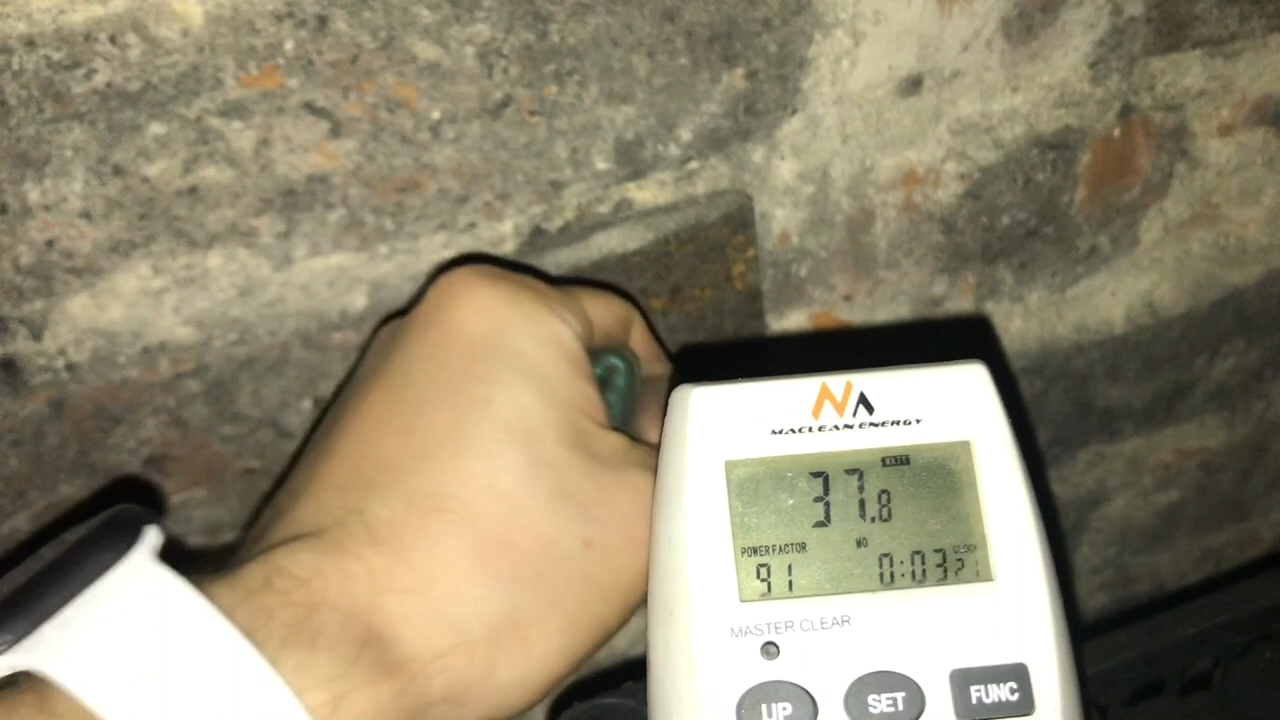 MACLEAN ENERGY
WATT
37.8
POWER FACTOR MO CLOCK
91 0:03
MASTER CLEAR
UP SET FUNC